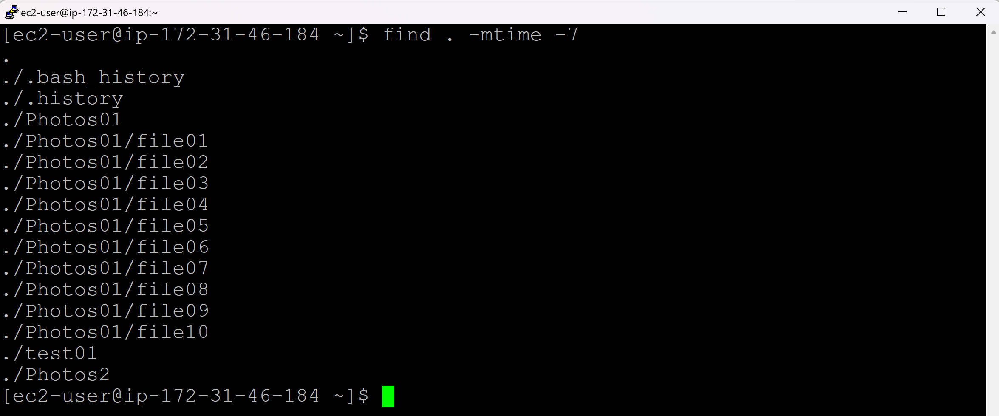 ec2-user@ip-172-31-46-184:~
[ec2-user@ip-172-31-46-184 ~]$ find .  -mtime -7
.
./.bash_history
./.history
./Photos01
./Photos01/file01
./Photos01/file02
./Photos01/file03
./Photos01/file04
./Photos01/file05
./Photos01/file06
./Photos01/file07
./Photos01/file08
./Photos01/file09
./Photos01/file10
./test01
./Photos2
[ec2-user@ip-172-31-46-184 ~]$